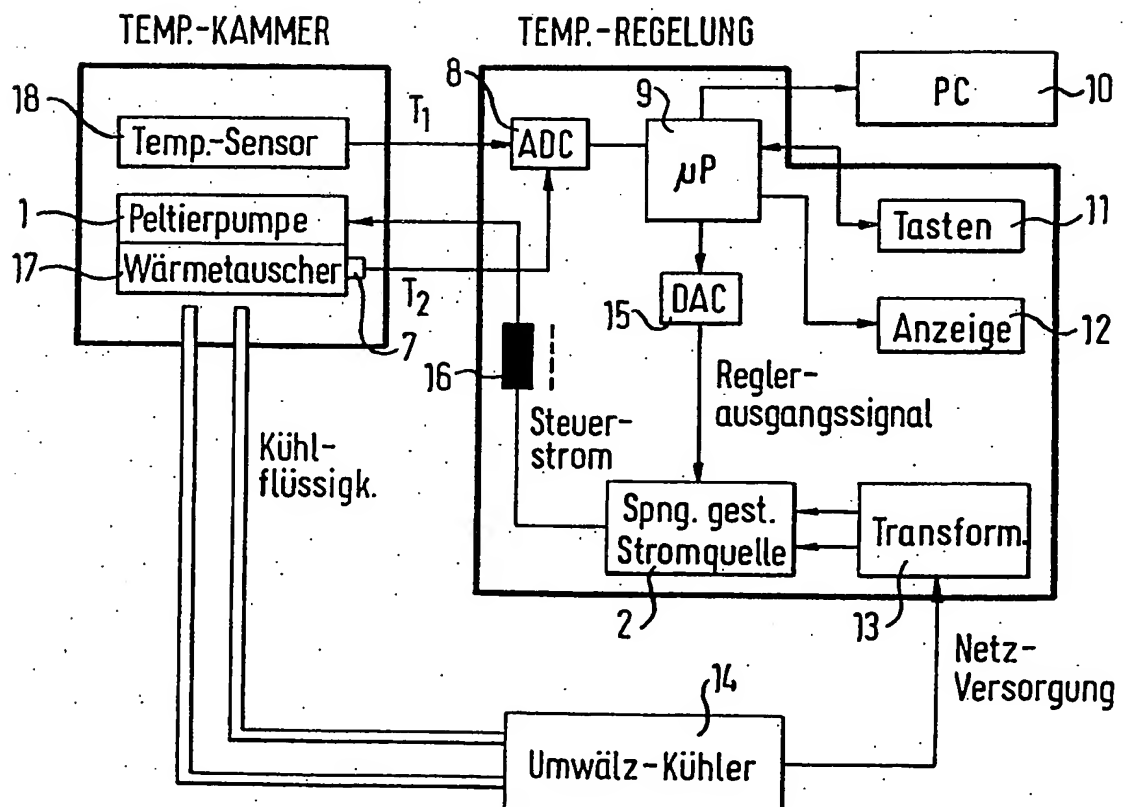 TEMP.-KAMMER
TEMP.-REGELUNG
18
Temp.-Sensor
T1
8
ADC
9
µP
PC
10
1
Peltierpumpe
17
Wärmetauscher
T2
7
16
Steuer-
strom
15
DAC
Regler-
ausgangssignal
Tasten
11
Anzeige
12
Kühl-
flüssigk.
Spng. gest.
Stromquelle
2
Transform.
13
Netz-
Versorgung
14
Umwälz-Kühler